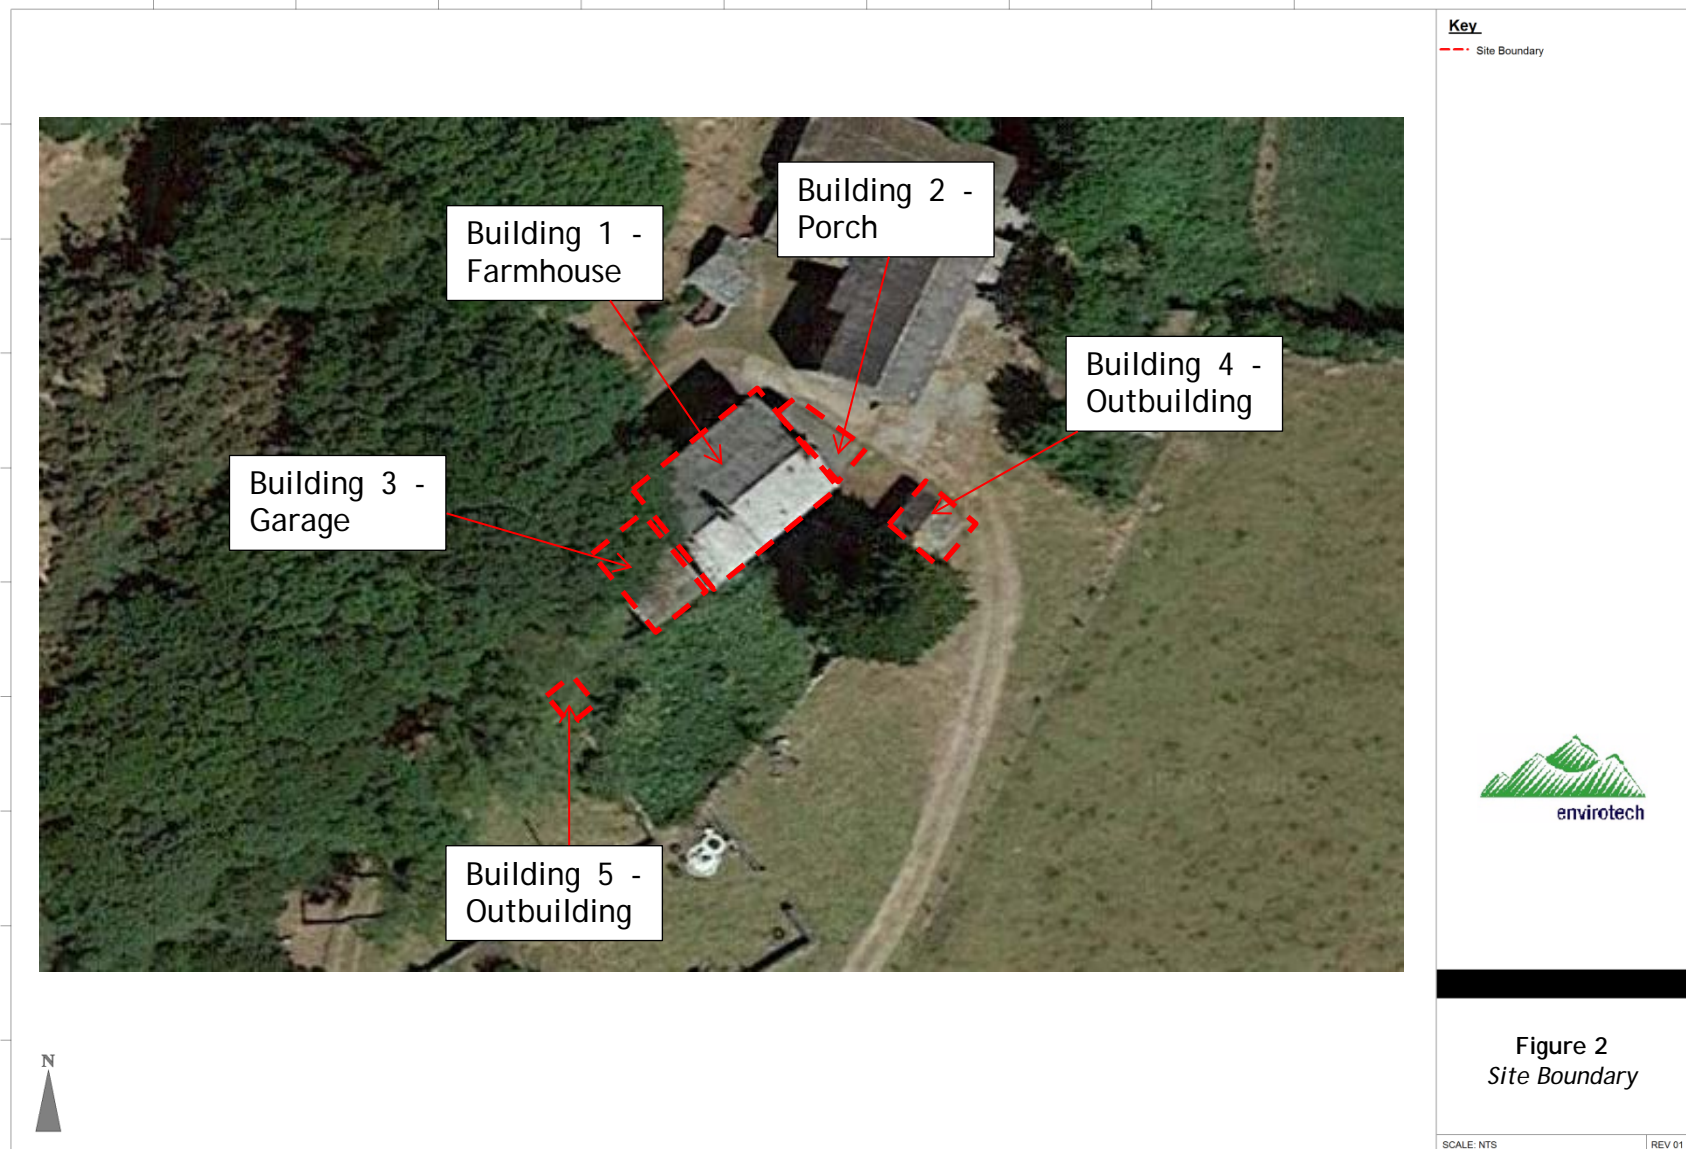 Key
Site Boundary
Building 2 -
Porch
Building 1 -
Farmhouse
Building 4 -
Outbuilding
Building 3 -
Garage
Building 5 -
Outbuilding
envirotech
N
Figure 2
Site Boundary
SCALE: NTS
REV 01